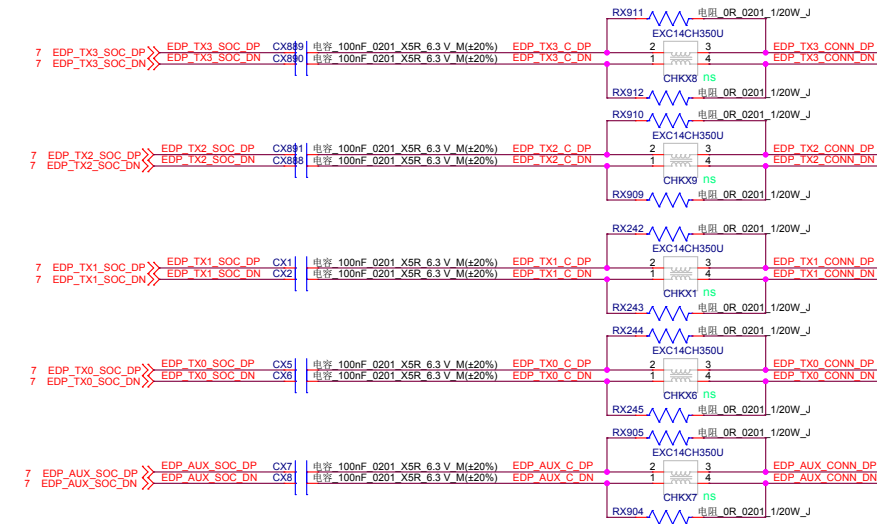 RX911 电阻_0R_0201_1/20W_J
EXC14CH350U
7 EDP_TX3_SOC_DP EDP_TX3_SOC_DP CX889 电容_100nF_0201_X5R_6.3 V_M(±20%) EDP_TX3_C_DP 2 3 EDP_TX3_CONN_DP
7 EDP_TX3_SOC_DN EDP_TX3_SOC_DN CX890 电容_100nF_0201_X5R_6.3 V_M(±20%) EDP_TX3_C_DN 1 4 EDP_TX3_CONN_DN
CHKX8 ns
RX912 电阻_0R_0201_1/20W_J
RX910 电阻_0R_0201_1/20W_J
EXC14CH350U
7 EDP_TX2_SOC_DP EDP_TX2_SOC_DP CX891 电容_100nF_0201_X5R_6.3 V_M(±20%) EDP_TX2_C_DP 2 3 EDP_TX2_CONN_DP
7 EDP_TX2_SOC_DN EDP_TX2_SOC_DN CX888 电容_100nF_0201_X5R_6.3 V_M(±20%) EDP_TX2_C_DN 1 4 EDP_TX2_CONN_DN
CHKX9 ns
RX909 电阻_0R_0201_1/20W_J
RX242 电阻_0R_0201_1/20W_J
EXC14CH350U
7 EDP_TX1_SOC_DP EDP_TX1_SOC_DP CX1 电容_100nF_0201_X5R_6.3 V_M(±20%) EDP_TX1_C_DP 2 3 EDP_TX1_CONN_DP
7 EDP_TX1_SOC_DN EDP_TX1_SOC_DN CX2 电容_100nF_0201_X5R_6.3 V_M(±20%) EDP_TX1_C_DN 1 4 EDP_TX1_CONN_DN
CHKX1 ns
RX243 电阻_0R_0201_1/20W_J
RX244 电阻_0R_0201_1/20W_J
EXC14CH350U
7 EDP_TX0_SOC_DP EDP_TX0_SOC_DP CX5 电容_100nF_0201_X5R_6.3 V_M(±20%) EDP_TX0_C_DP 2 3 EDP_TX0_CONN_DP
7 EDP_TX0_SOC_DN EDP_TX0_SOC_DN CX6 电容_100nF_0201_X5R_6.3 V_M(±20%) EDP_TX0_C_DN 1 4 EDP_TX0_CONN_DN
CHKX6 ns
RX245 电阻_0R_0201_1/20W_J
RX905 电阻_0R_0201_1/20W_J
EXC14CH350U
7 EDP_AUX_SOC_DP EDP_AUX_SOC_DP CX7 电容_100nF_0201_X5R_6.3 V_M(±20%) EDP_AUX_C_DP 2 3 EDP_AUX_CONN_DP
7 EDP_AUX_SOC_DN EDP_AUX_SOC_DN CX8 电容_100nF_0201_X5R_6.3 V_M(±20%) EDP_AUX_C_DN 1 4 EDP_AUX_CONN_DN
CHKX7 ns
RX904 电阻_0R_0201_1/20W_J